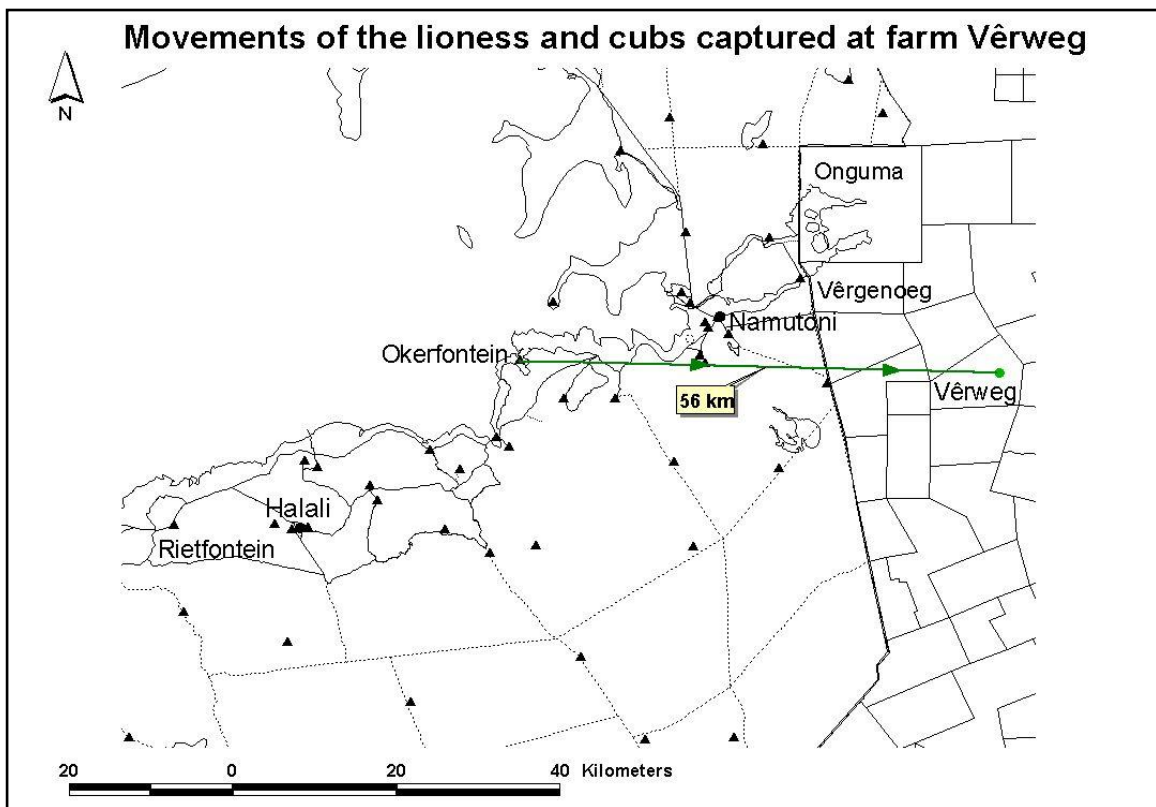 Movements of the lioness and cubs captured at farm Vêrweg
N
Onguma
Vêrgenoeg
Namutoni
Okerfontein
Vêrweg
56 km
Halali
Rietfontein
20 0 20 40 Kilometers